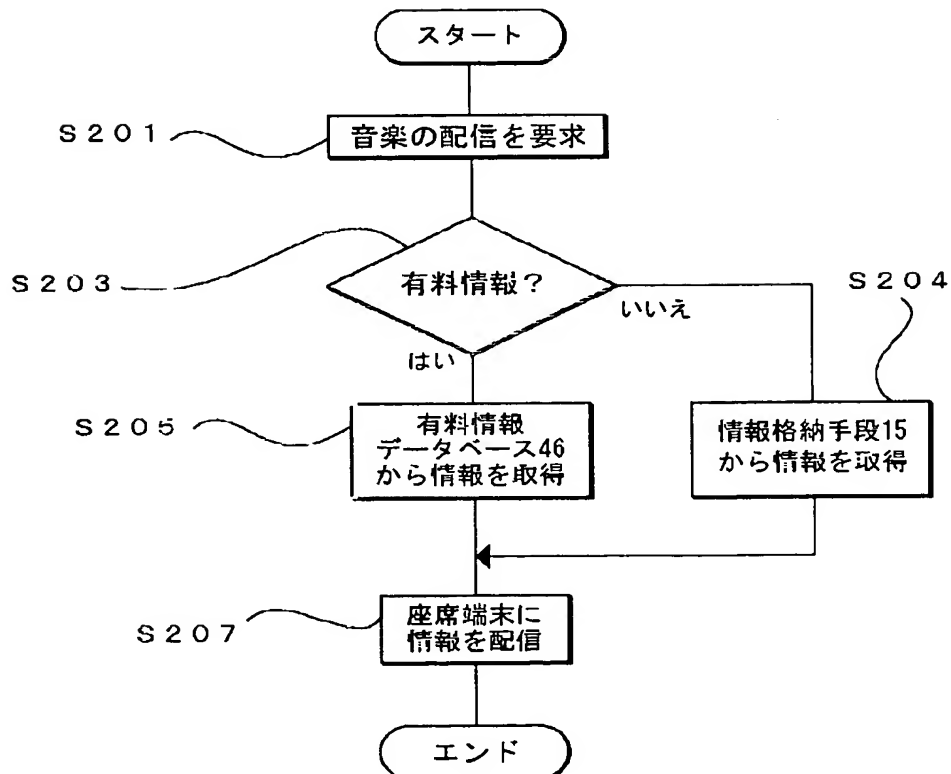 スタート
S201
音楽の配信を要求
S203
有料情報？
いいえ
はい
S204
S205
有料情報
データベース46
から情報を取得
情報格納手段15
から情報を取得
S207
座席端末に
情報を配信
エンド